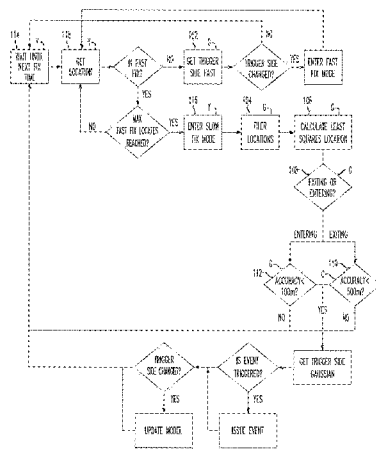 114
WAIT UNTIL
NEXT FIX
TIME
GET
LOCATION
IN FAST
FIX?
NO
YES
GET TRIGGER
SIDE FAST
TRIGGER SIDE
CHANGED?
NO
YES
ENTER FAST
FIX MODE
MAX
FAST FIX LOCATES
REACHED?
NO
YES
ENTER SLOW
FIX MODE
FILTER
LOCATIONS
CALCULATE LEAST
SQUARES LOCATION
EXITING OR
ENTERING?
ENTERING
EXITING
112
ACCURACY<
100m?
ACCURACY<
500m?
NO
YES
NO
GET TRIGGER SIDE
GAUSSIAN
IS EVENT
TRIGGERED?
YES
ISSUE EVENT
TRIGGER
SIDE CHANGED?
YES
UPDATE MODEL